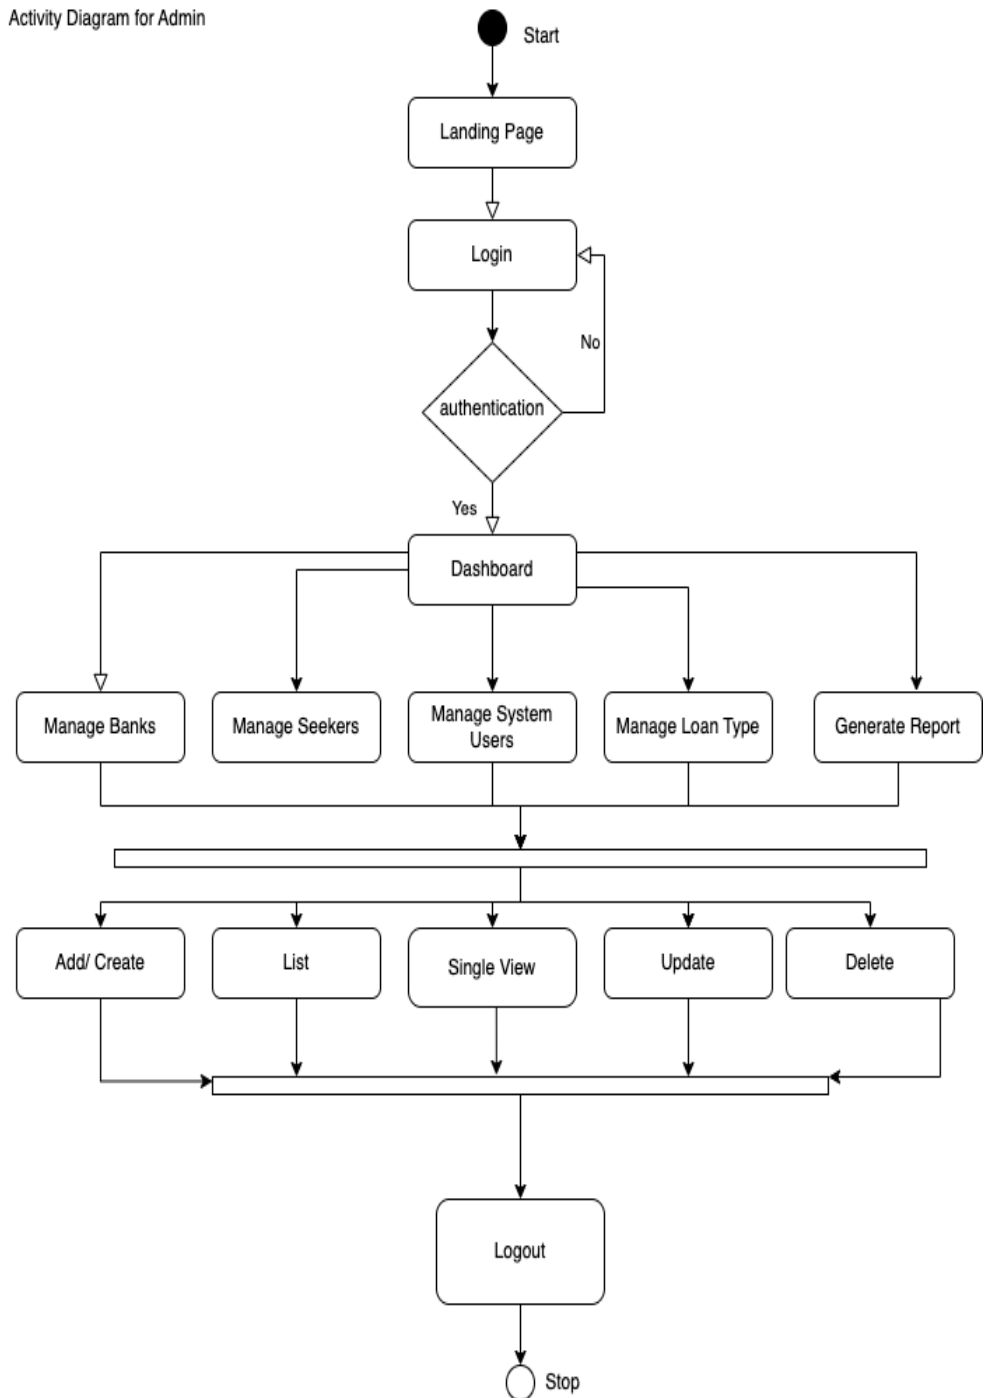 Activity Diagram for Admin
Start
Landing Page
Login
No
authentication
Yes
Dashboard
Manage Banks
Manage Seekers
Manage System
Users
Manage Loan Type
Generate Report
Add/ Create
List
Single View
Update
Delete
Logout
Stop